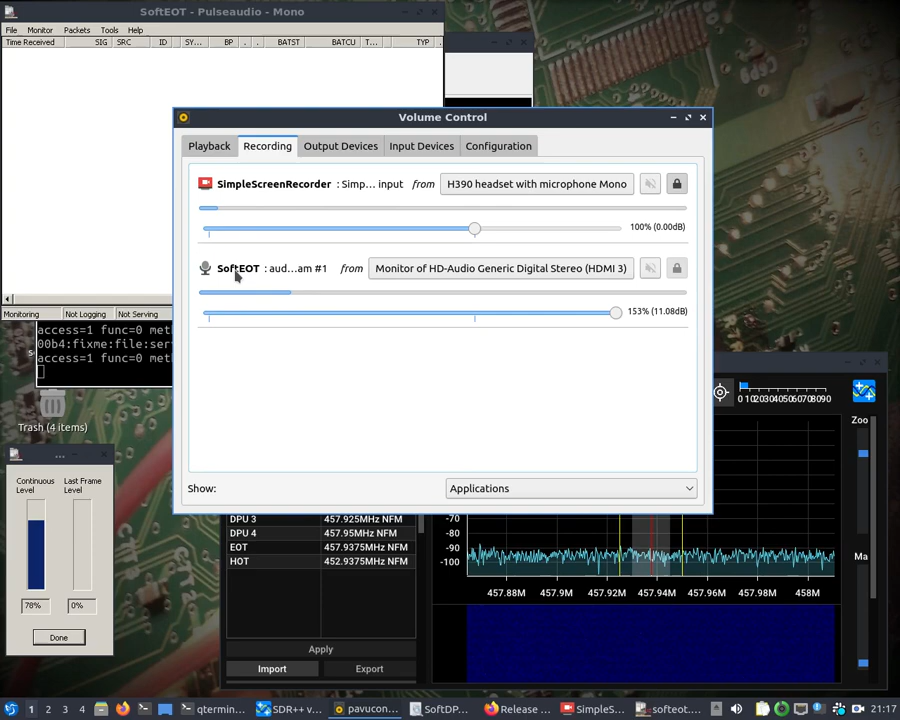 SoftEOT - Pulseaudio - Mono
File Monitor Packets Tools Help
Time Received SIG SRC ID SY... BP . . BATST BATCU T... TYP .
Volume Control
Playback Recording Output Devices Input Devices Configuration
SimpleScreenRecorder : Simp... input from H390 headset with microphone Mono
100% (0.00dB)
SoftEOT : aud...am #1 from Monitor of HD-Audio Generic Digital Stereo (HDMI 3)
153% (11.08dB)
Monitoring Not Logging Not Serving
access=1 func=0 met
00b4:fixme:file:ser
access=1 func=0 met
Trash (4 items)
0 102030405060708090
Zoo
...
Continuous Level
Last Frame Level
78% 0%
Done
Show: Applications
DPU 3 457.925MHz NFM
DPU 4 457.95MHz NFM
EOT 457.9375MHz NFM
HOT 452.9375MHz NFM
Apply
Import Export
-70
-80
-90
-100
Ma
457.88M 457.9M 457.92M 457.94M 457.96M 457.98M 458M
1 2 3 4 qtermin... SDR++ v... pavucon... SoftDP... Release ... SimpleS... softeot.... 21:17